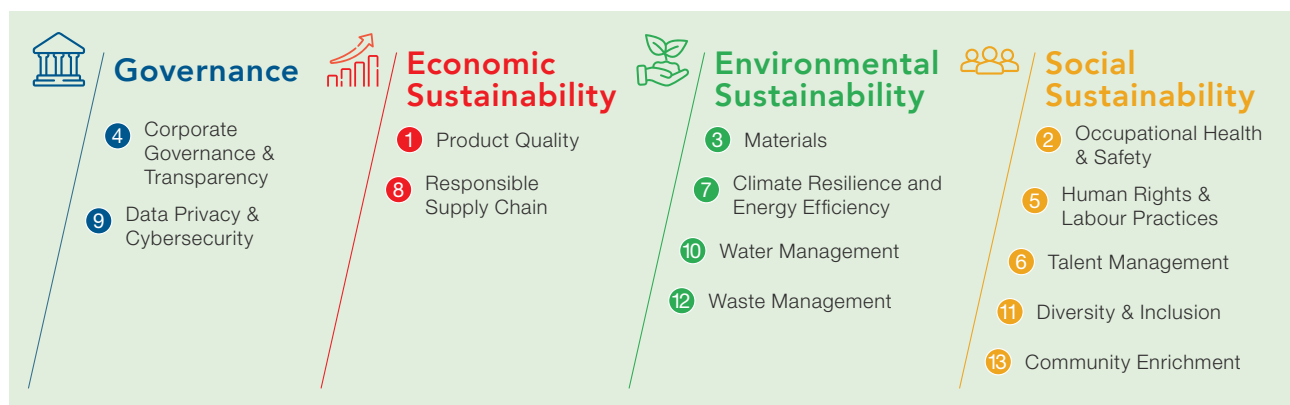 Governance
4
Corporate
Governance &
Transparency
9
Data Privacy &
Cybersecurity
Economic
Sustainability
1 Product Quality
8
Responsible
Supply Chain
Environmental
Sustainability
3 Materials
7
Climate Resilience and
Energy Efficiency
10 Water Management
12 Waste Management
Social
Sustainability
2
Occupational Health
& Safety
5
Human Rights &
Labour Practices
6 Talent Management
11 Diversity & Inclusion
13 Community Enrichment